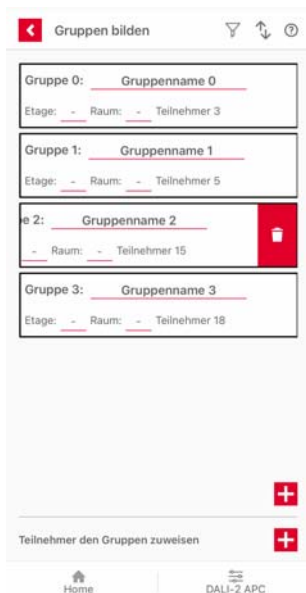 Gruppen bilden
Gruppe 0: Gruppenname 0
Etage: - Raum: - Teilnehmer 3
Gruppe 1: Gruppenname 1
Etage: - Raum: - Teilnehmer 5
e 2: Gruppenname 2
- Raum: - Teilnehmer 15
Gruppe 3: Gruppenname 3
Etage: - Raum: - Teilnehmer 18
Teilnehmer den Gruppen zuweisen
Home
DALI-2 APC